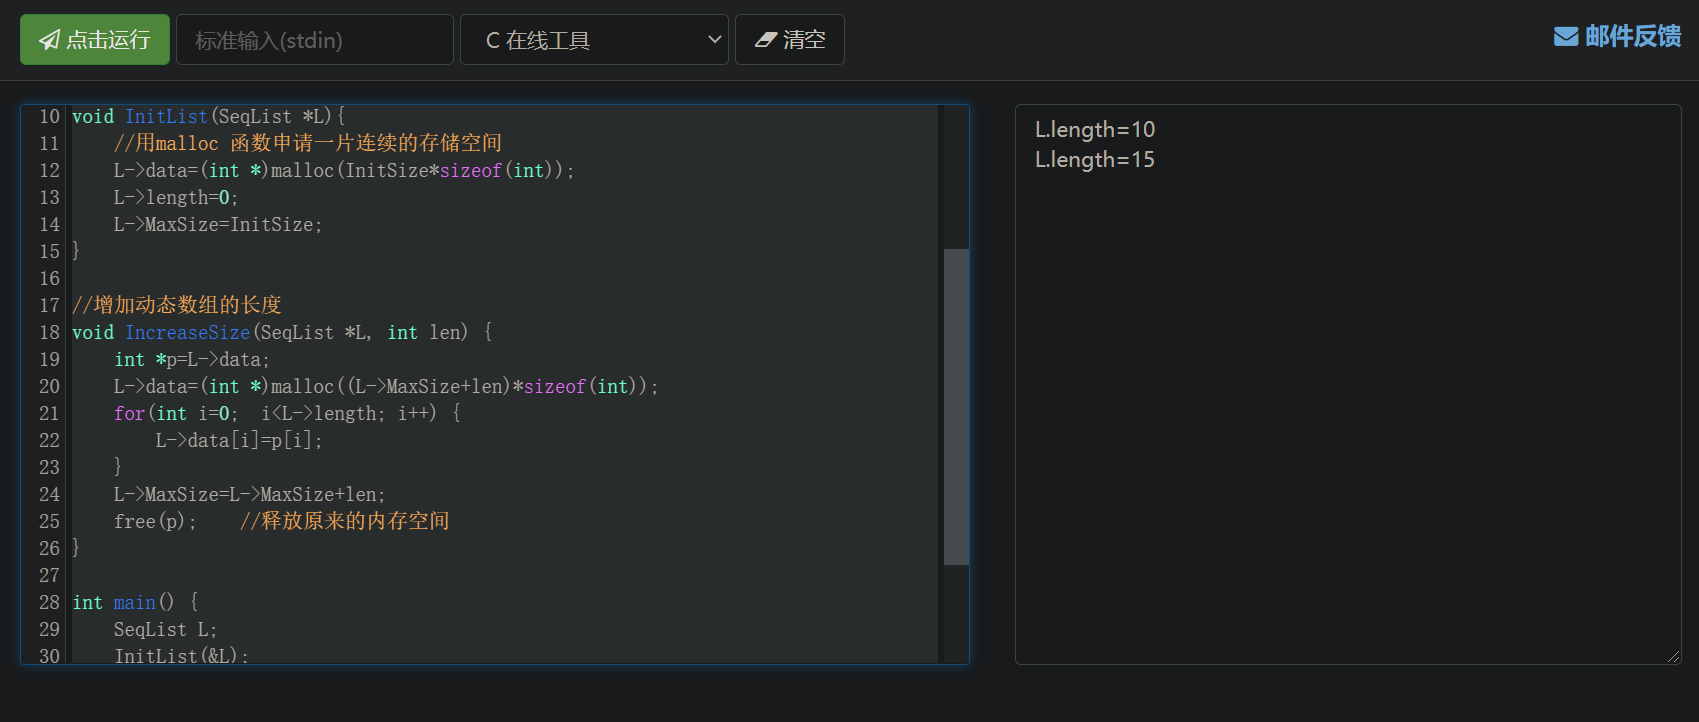 点击运行 标准输入(stdin) C 在线工具 清空 邮件反馈
10 void InitList(SeqList *L){
11     //用malloc 函数申请一片连续的存储空间
12     L->data=(int *)malloc(InitSize*sizeof(int));
13     L->length=0;
14     L->MaxSize=InitSize;
15 }
16
17 //增加动态数组的长度
18 void IncreaseSize(SeqList *L, int len) {
19     int *p=L->data;
20     L->data=(int *)malloc((L->MaxSize+len)*sizeof(int));
21     for(int i=0;  i<L->length; i++) {
22         L->data[i]=p[i];
23     }
24     L->MaxSize=L->MaxSize+len;
25     free(p);    //释放原来的内存空间
26 }
27
28 int main() {
29     SeqList L;
30     InitList(&L);
L.length=10
L.length=15